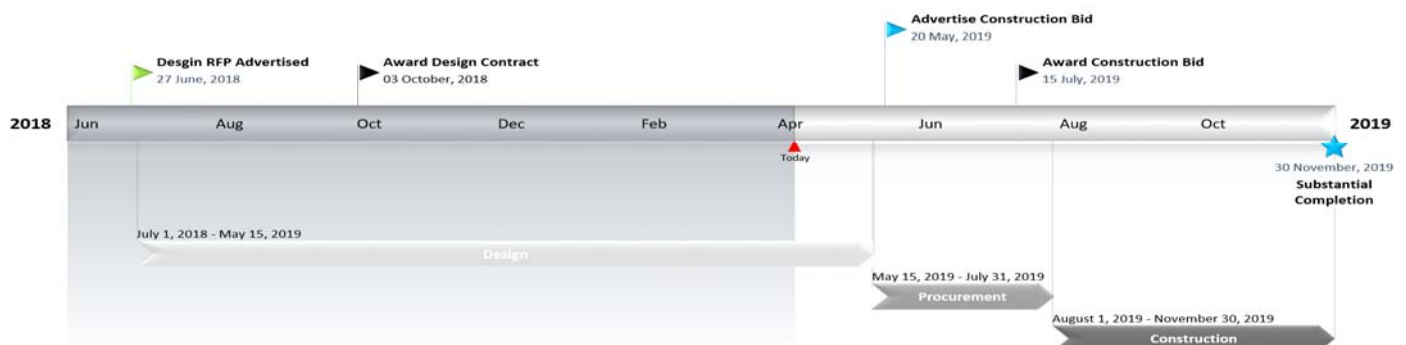 Advertise Construction Bid
20 May, 2019
Desgin RFP Advertised
27 June, 2018
Award Design Contract
03 October, 2018
Award Construction Bid
15 July, 2019
2018 Jun Aug Oct Dec Feb Apr Jun Aug Oct 2019
Today
30 November, 2019
Substantial
Completion
July 1, 2018 - May 15, 2019
Design
May 15, 2019 - July 31, 2019
Procurement
August 1, 2019 - November 30, 2019
Construction